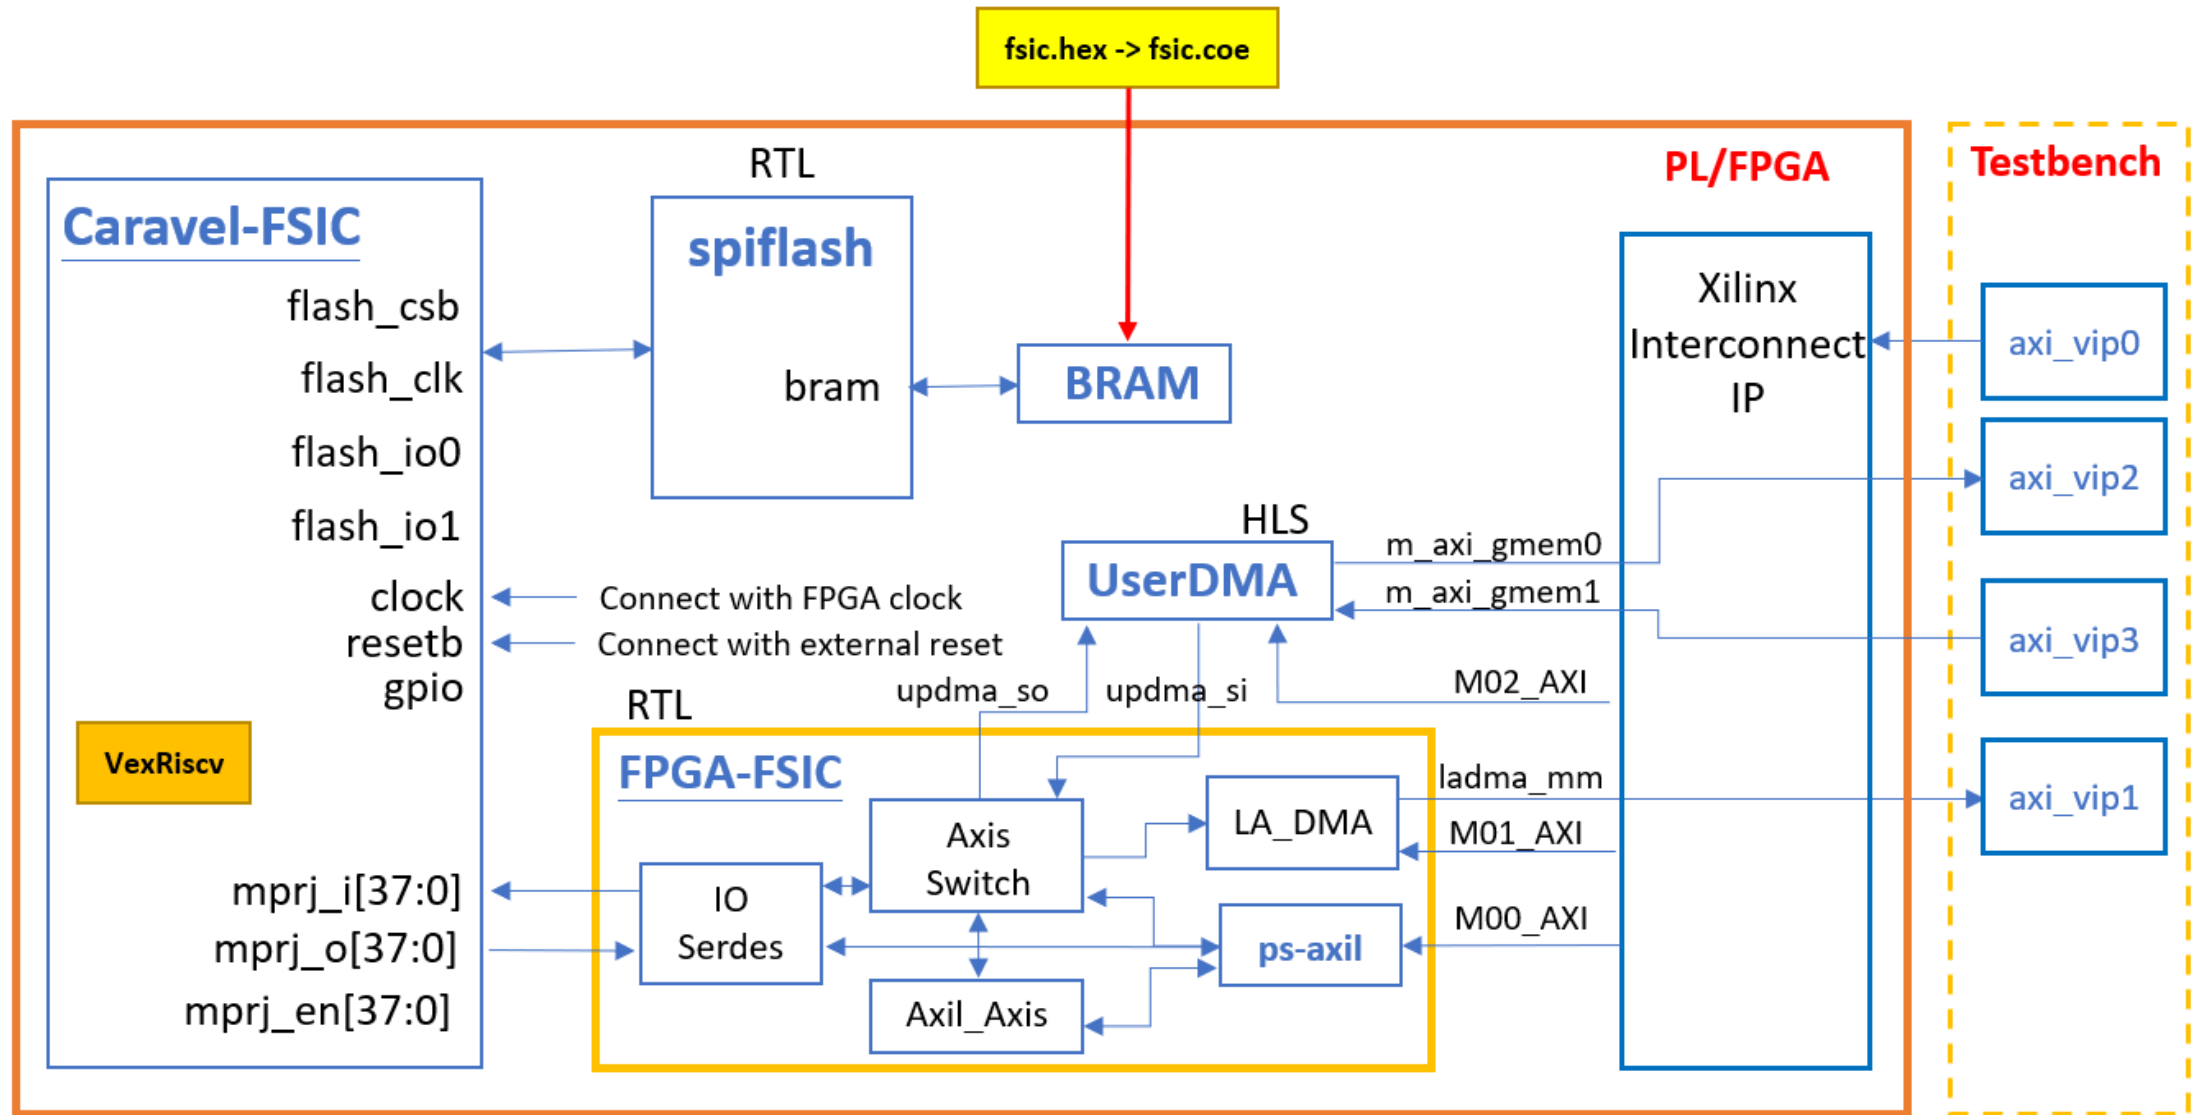 fsic.hex -> fsic.coe
RTL
PL/FPGA
Testbench
Caravel-FSIC
spiflash
flash_csb
flash_clk
flash_io0
flash_io1
bram
BRAM
Xilinx
Interconnect
IP
axi_vip0
axi_vip2
HLS
UserDMA
m_axi_gmem0
m_axi_gmem1
axi_vip3
clock
Connect with FPGA clock
resetb
Connect with external reset
gpio
updma_so
updma_si
M02_AXI
RTL
VexRiscv
FPGA-FSIC
ladma_mm
axi_vip1
Axis
Switch
LA_DMA
M01_AXI
mprj_i[37:0]
IO
Serdes
M00_AXI
mprj_o[37:0]
ps-axil
mprj_en[37:0]
Axil_Axis